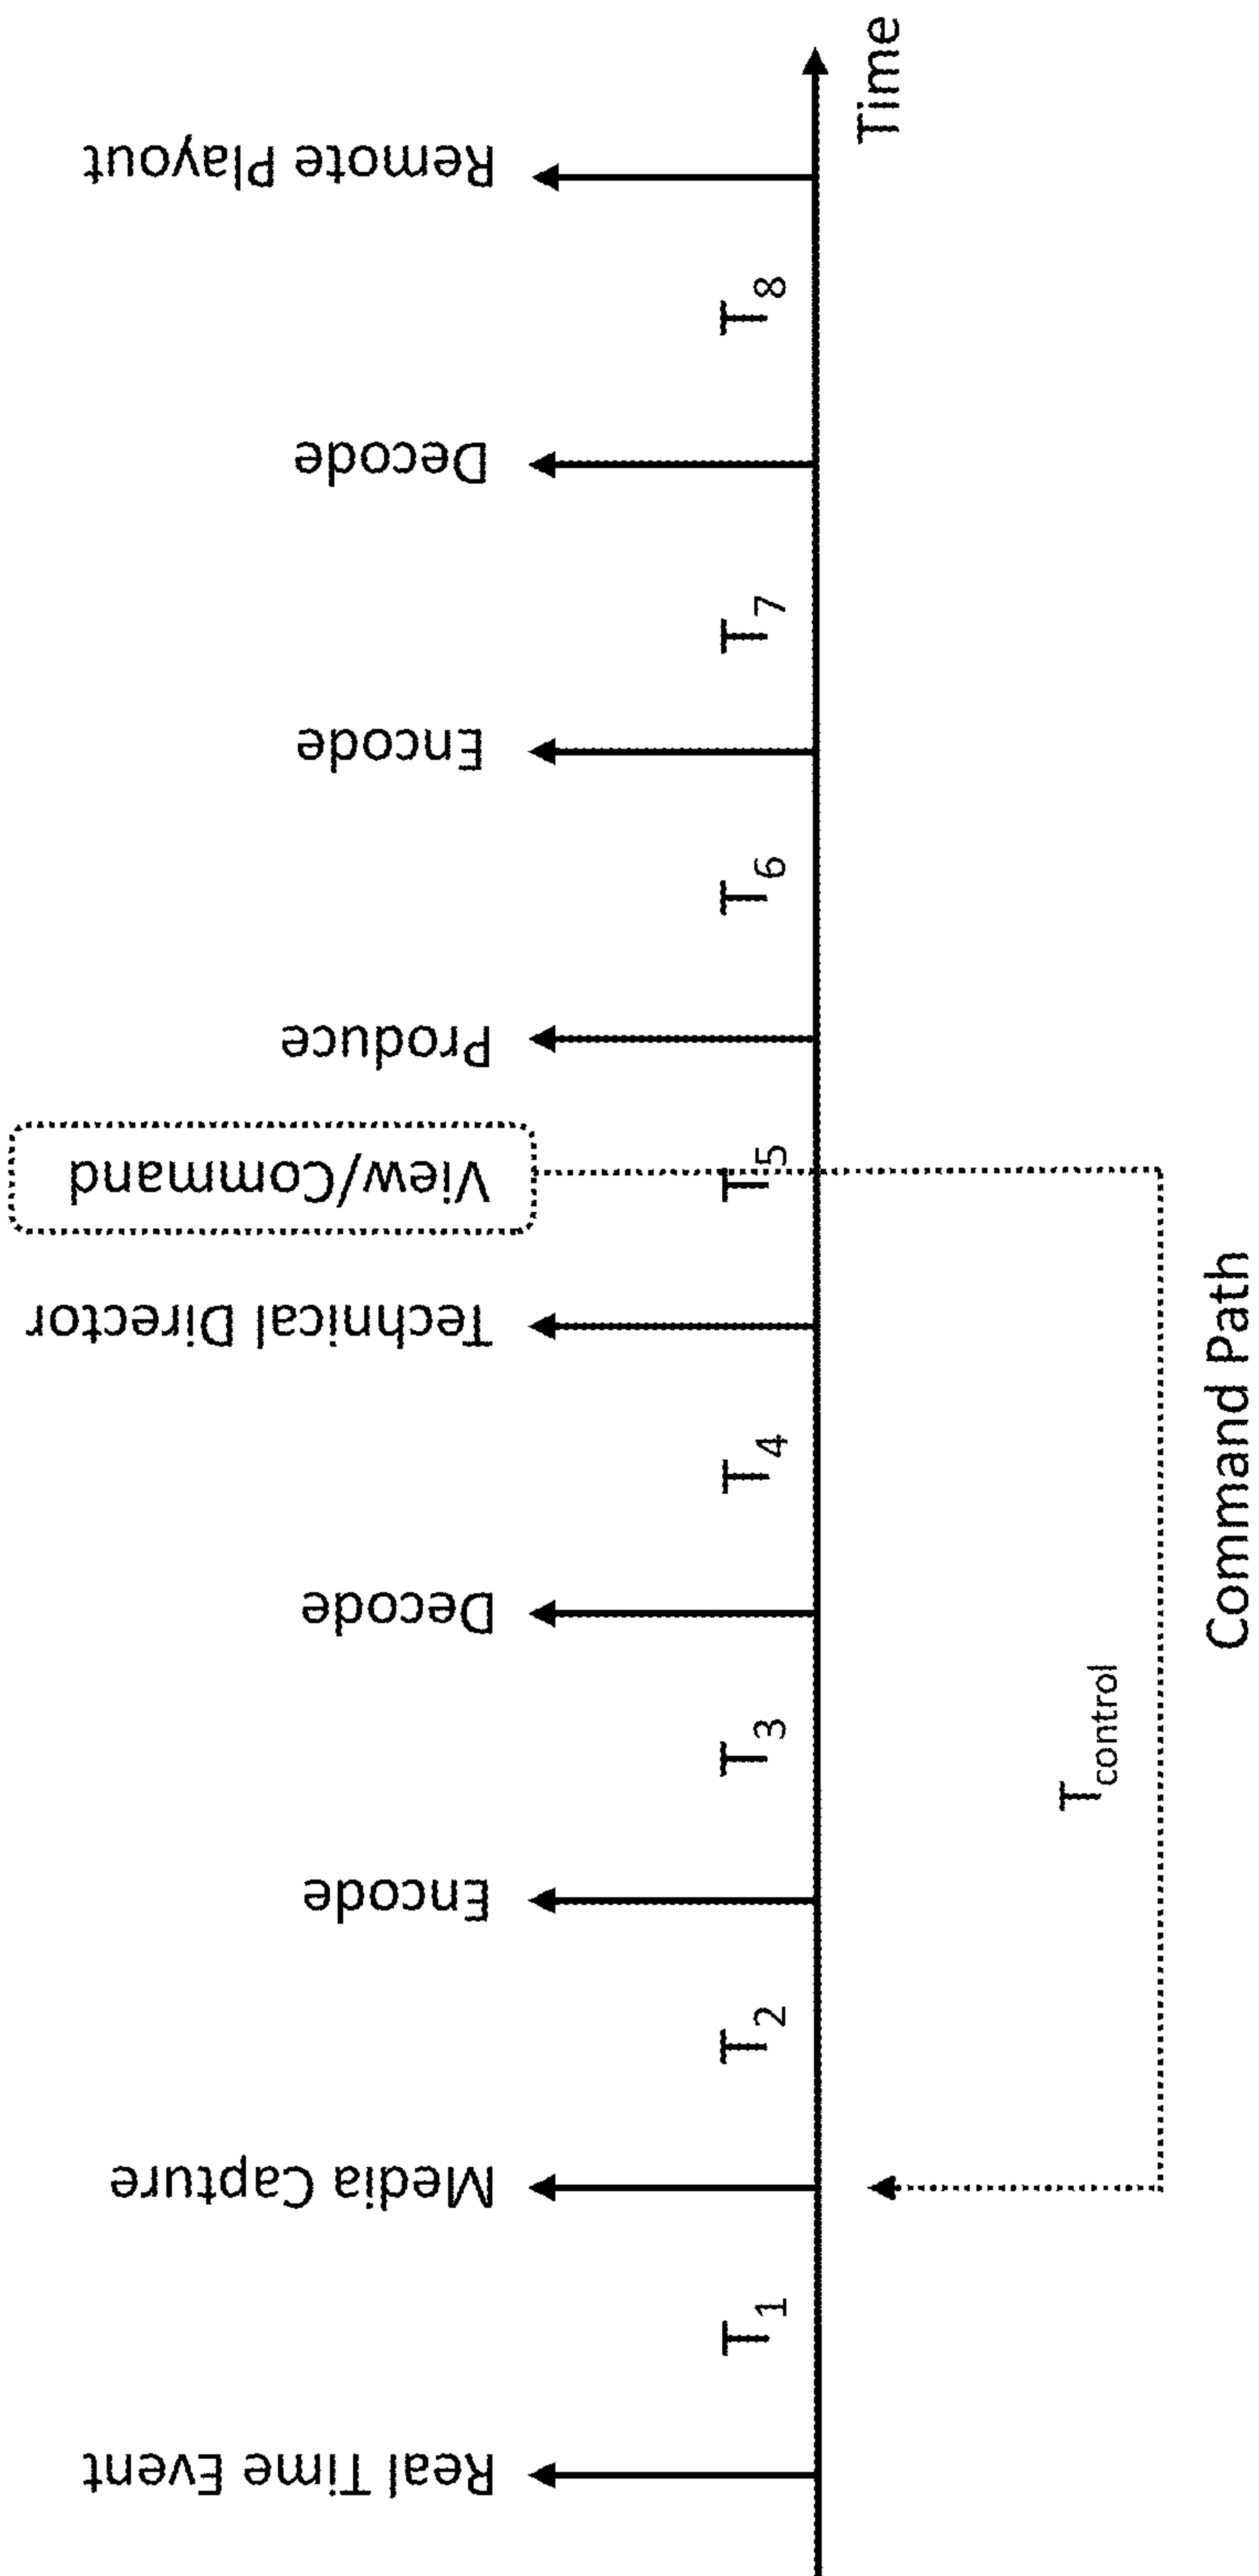 Real Time Event
Media Capture
Encode
Decode
Technical Director
View/Command
Produce
Encode
Decode
Remote Playout
T1
T2
T3
T4
T5
T6
T7
T8
Time
Tcontrol
Command Path